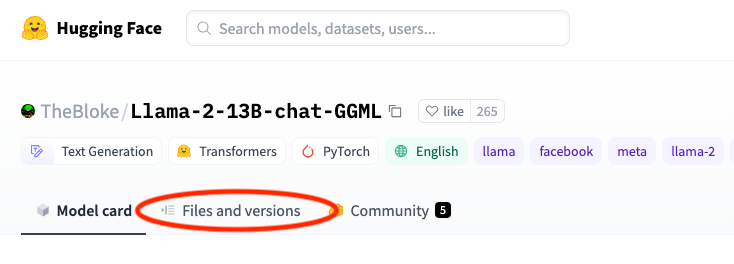 Hugging Face Search models, datasets, users...
TheBloke/Llama-2-13B-chat-GGML like 265
Text Generation Transformers PyTorch English llama facebook meta llama-2
Model card Files and versions Community 5